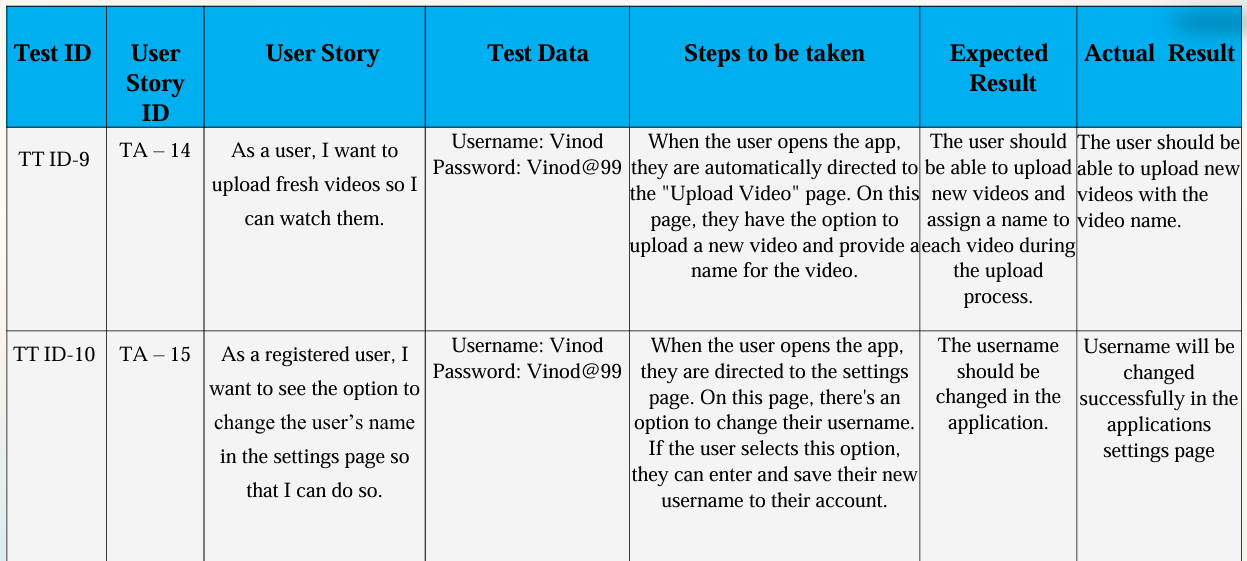 Test ID
User
Story
ID
User Story
Test Data
Steps to be taken
Expected
Result
Actual Result
TT ID-9
TA – 14
As a user, I want to
upload fresh videos so I
can watch them.
Username: Vinod
Password: Vinod@99
When the user opens the app,
they are automatically directed to
the "Upload Video" page. On this
page, they have the option to
upload a new video and provide a
name for the video.
The user should
be able to upload
new videos and
assign a name to
each video during
the upload
process.
The user should be
able to upload new
videos with the
video name.
TT ID-10
TA – 15
As a registered user, I
want to see the option to
change the user’s name
in the settings page so
that I can do so.
Username: Vinod
Password: Vinod@99
When the user opens the app,
they are directed to the settings
page. On this page, there's an
option to change their username.
If the user selects this option,
they can enter and save their new
username to their account.
The username
should be
changed in the
application.
Username will be
changed
successfully in the
applications
settings page